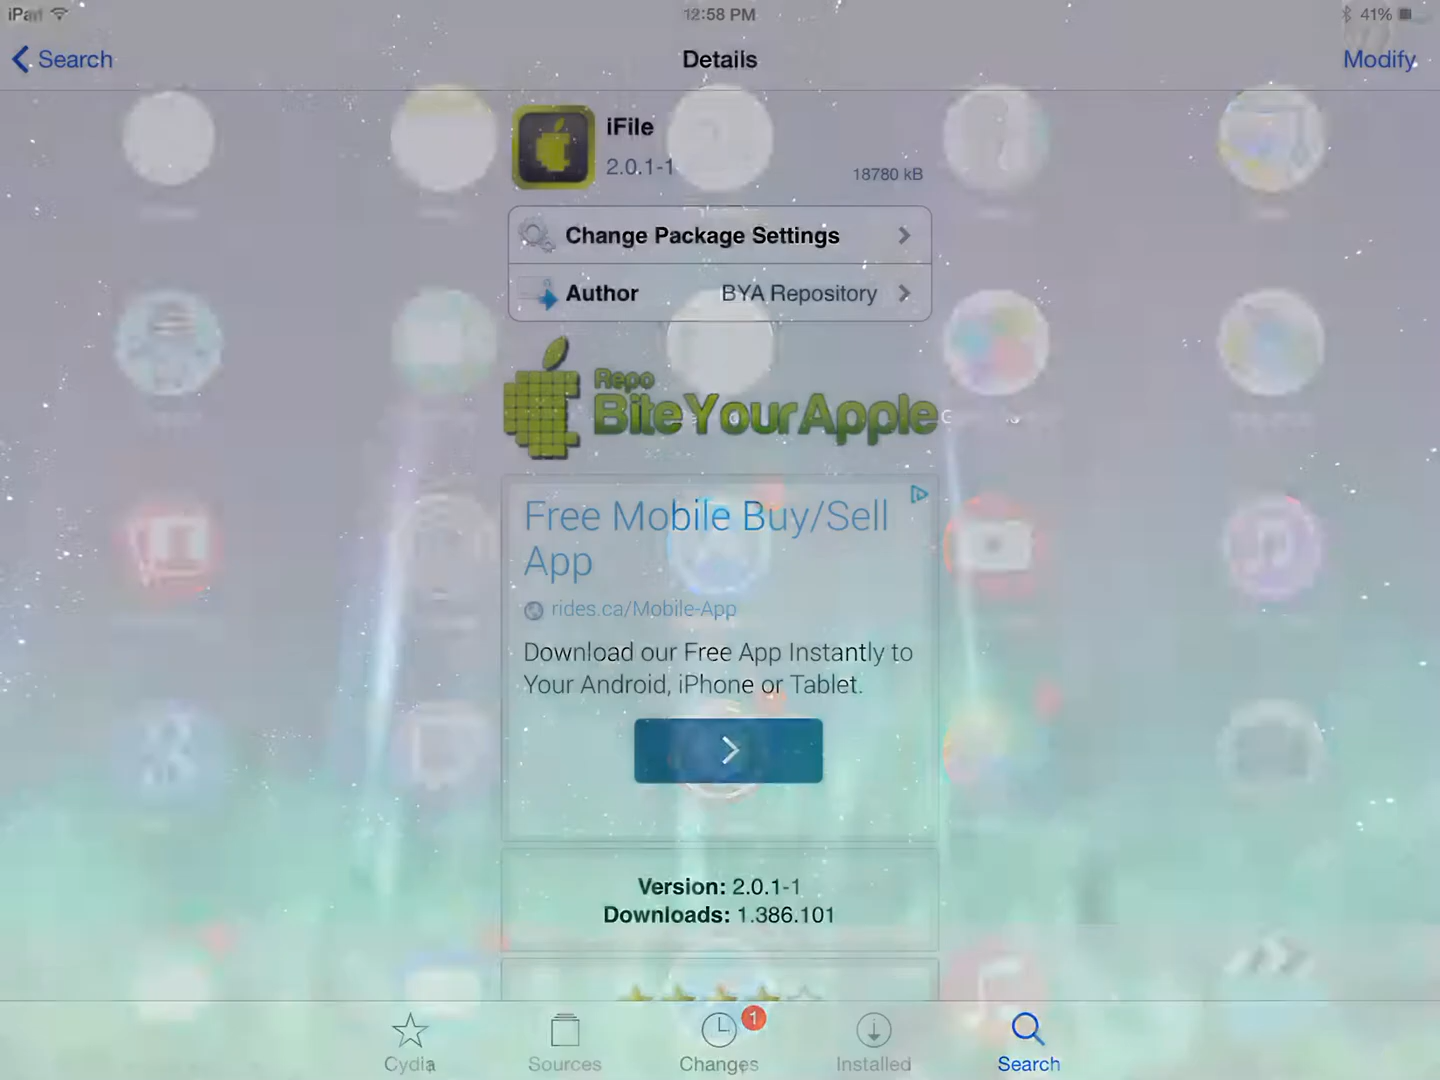 iPad
12:58 PM
41%
Search
Details
Modify
iFile
2.0.1-1
18780 kB
Change Package Settings
Author
BYA Repository
Repo
BiteYourApple
Free Mobile Buy/Sell
App
rides.ca/Mobile-App
Download our Free App Instantly to
Your Android, iPhone or Tablet.
Version: 2.0.1-1
Downloads: 1.386.101
Cydia
Sources
Changes
1
Installed
Search